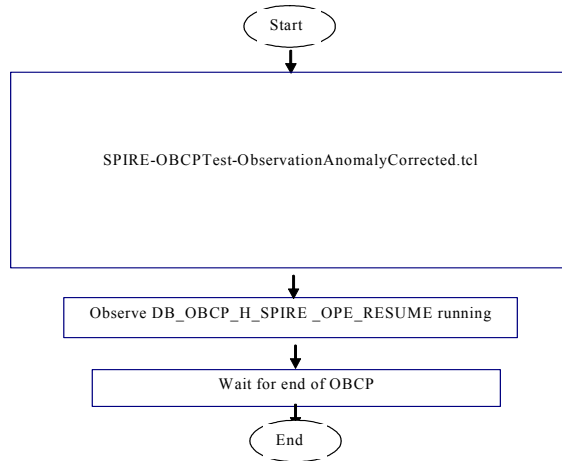 Start
SPIRE-OBCPTest-ObservationAnomalyCorrected.tcl
Observe DB_OBCP_H_SPIRE _OPE_RESUME running
Wait for end of OBCP
End